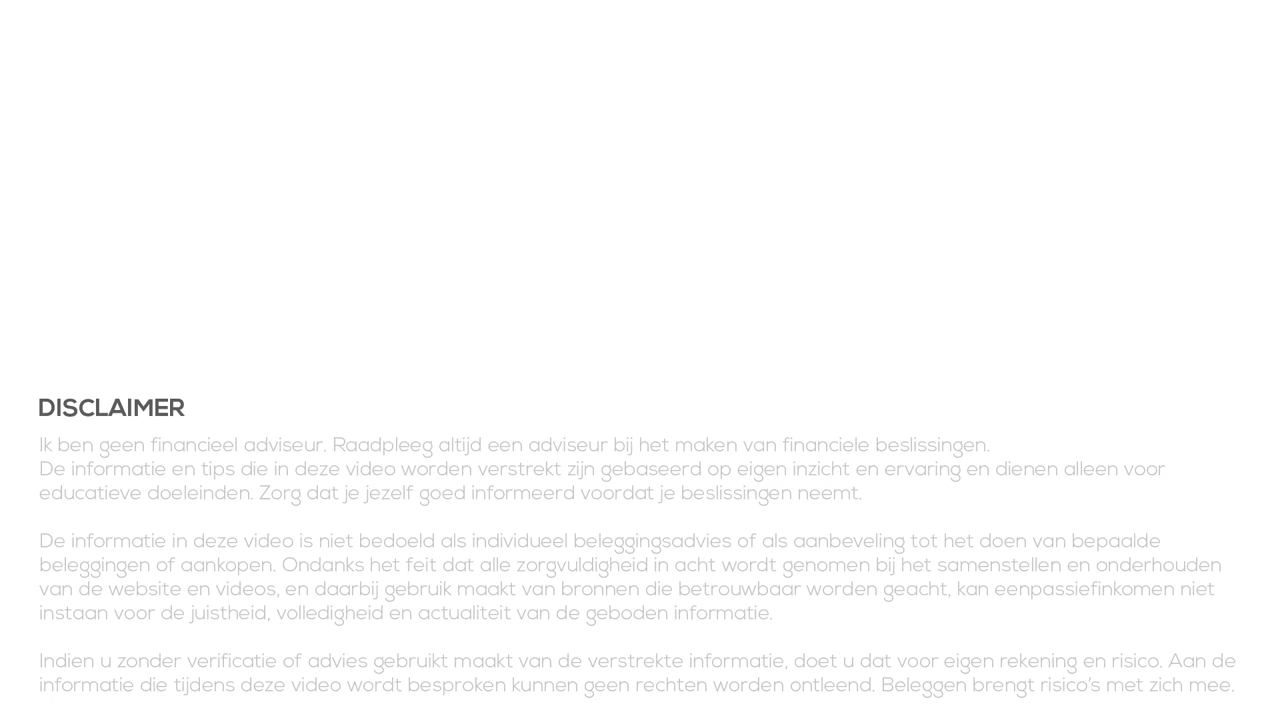 DISCLAIMER
Ik ben geen financieel adviseur. Raadpleeg altijd een adviseur bij het maken van financiele beslissingen.
De informatie en tips die in deze video worden verstrekt zijn gebaseerd op eigen inzicht en ervaring en dienen alleen voor
educatieve doeleinden. Zorg dat je jezelf goed informeerd voordat je beslissingen neemt.
De informatie in deze video is niet bedoeld als individueel beleggingsadvies of als aanbeveling tot het doen van bepaalde
beleggingen of aankopen. Ondanks het feit dat alle zorgvuldigheid in acht wordt genomen bij het samenstellen en onderhouden
van de website en videos, en daarbij gebruik maakt van bronnen die betrouwbaar worden geacht, kan eenpassiefinkomen niet
instaan voor de juistheid, volledigheid en actualiteit van de geboden informatie.
Indien u zonder verificatie of advies gebruikt maakt van de verstrekte informatie, doet u dat voor eigen rekening en risico. Aan de
informatie die tijdens deze video wordt besproken kunnen geen rechten worden ontleend. Beleggen brengt risico's met zich mee.